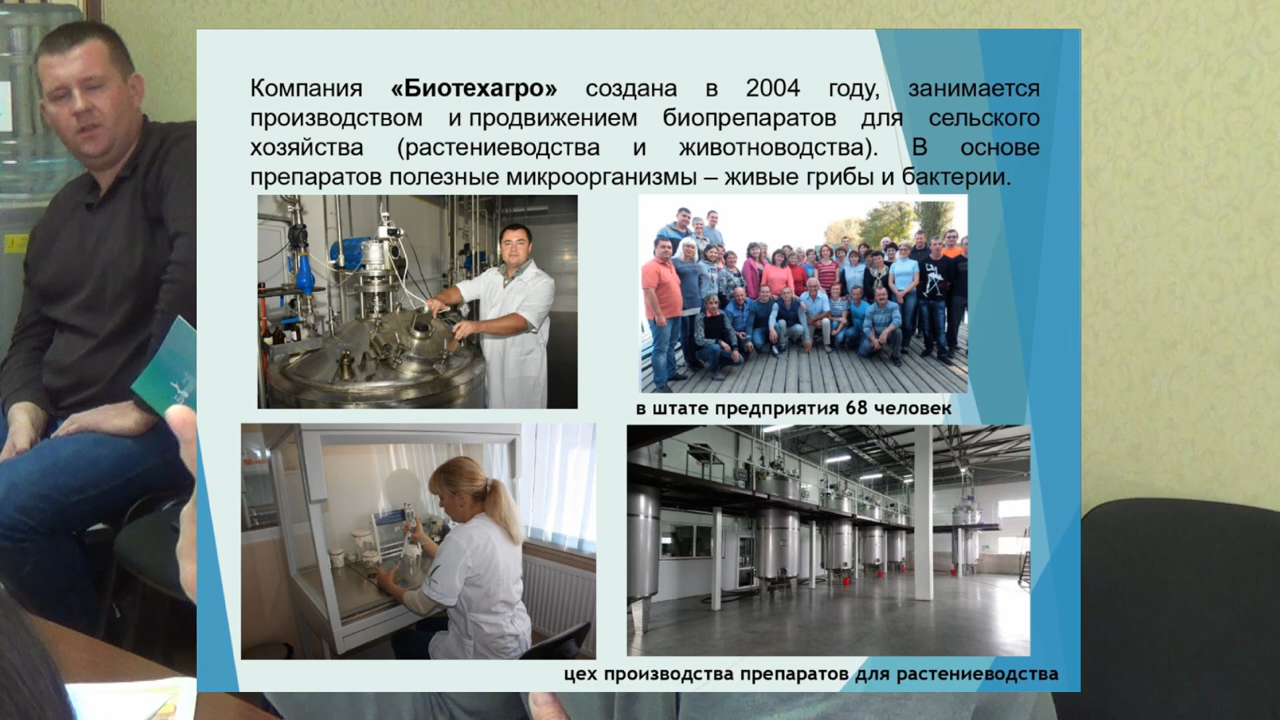 Компания «Биотехагро» создана в 2004 году, занимается
производством и продвижением биопрепаратов для сельского
хозяйства (растениеводства и животноводства). В основе
препаратов полезные микроорганизмы – живые грибы и бактерии.
в штате предприятия 68 человек
цех производства препаратов для растениеводства